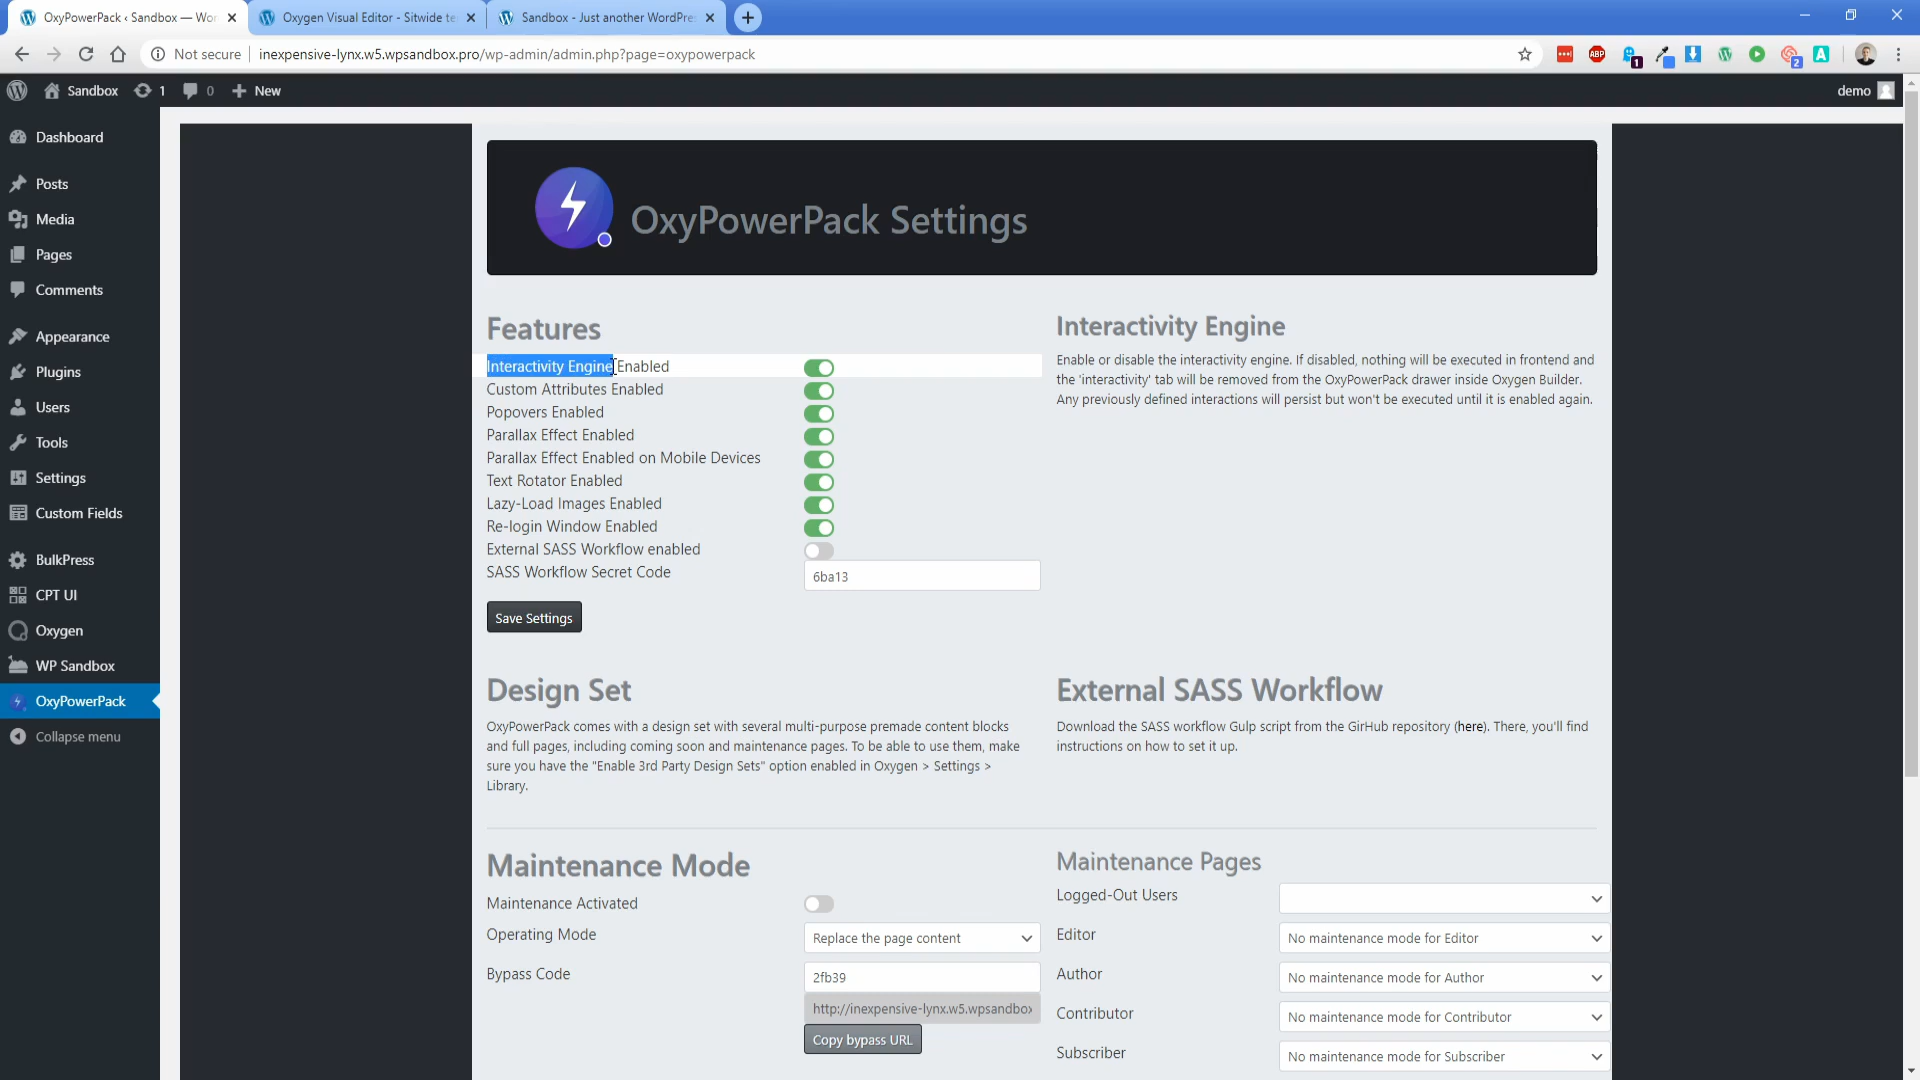 OxyPowerPack ‹ Sandbox — Wor
Oxygen Visual Editor - Sitwide te
Sandbox - Just another WordPres
Not secure
inexpensive-lynx.w5.wpsandbox.pro/wp-admin/admin.php?page=oxypowerpack
ABP
1
2
A
Sandbox
1
0
New
demo
Dashboard
Posts
Media
Pages
Comments
Appearance
Plugins
Users
Tools
Settings
Custom Fields
BulkPress
CPT UI
Oxygen
WP Sandbox
OxyPowerPack
Collapse menu
OxyPowerPack Settings
Features
Interactivity Engine Enabled
Custom Attributes Enabled
Popovers Enabled
Parallax Effect Enabled
Parallax Effect Enabled on Mobile Devices
Text Rotator Enabled
Lazy-Load Images Enabled
Re-login Window Enabled
External SASS Workflow enabled
SASS Workflow Secret Code
6ba13
Save Settings
Interactivity Engine
Enable or disable the interactivity engine. If disabled, nothing will be executed in frontend and
the 'interactivity' tab will be removed from the OxyPowerPack drawer inside Oxygen Builder.
Any previously defined interactions will persist but won't be executed until it is enabled again.
Design Set
OxyPowerPack comes with a design set with several multi-purpose premade content blocks
and full pages, including coming soon and maintenance pages. To be able to use them, make
sure you have the "Enable 3rd Party Design Sets" option enabled in Oxygen > Settings >
Library.
External SASS Workflow
Download the SASS workflow Gulp script from the GirHub repository (here). There, you'll find
instructions on how to set it up.
Maintenance Mode
Maintenance Activated
Operating Mode
Replace the page content
Bypass Code
2fb39
http://inexpensive-lynx.w5.wpsandbox
Copy bypass URL
Maintenance Pages
Logged-Out Users
Editor
No maintenance mode for Editor
Author
No maintenance mode for Author
Contributor
No maintenance mode for Contributor
Subscriber
No maintenance mode for Subscriber